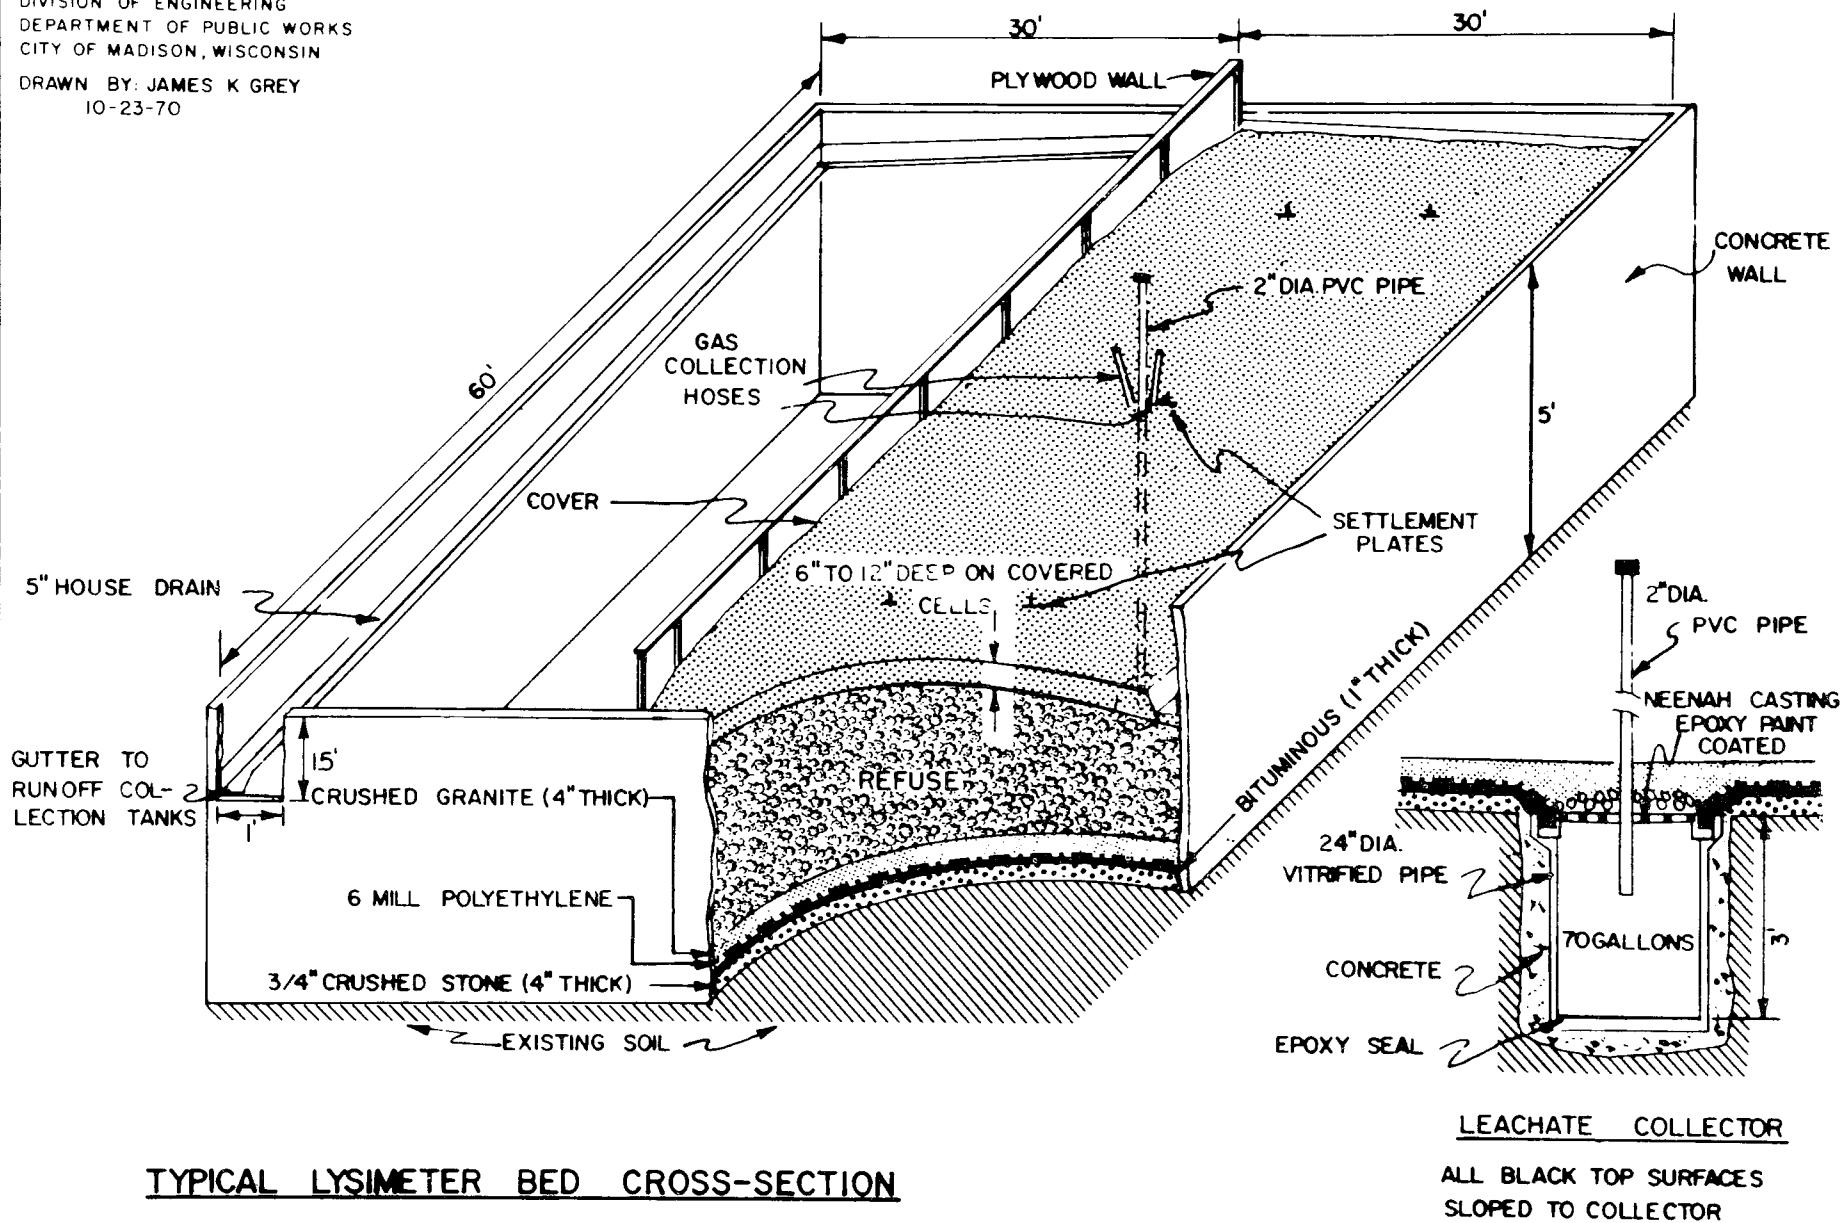 DIVISION OF ENGINEERING
DEPARTMENT OF PUBLIC WORKS
CITY OF MADISON, WISCONSIN
DRAWN BY: JAMES K GREY
10-23-70
30'
30'
PLYWOOD WALL
CONCRETE
WALL
2" DIA. PVC PIPE
GAS
COLLECTION
HOSES
60'
5'
COVER
SETTLEMENT
PLATES
6" TO 12" DEEP ON COVERED
CELLS
5" HOUSE DRAIN
2" DIA.
PVC PIPE
BITUMINOUS (1" THICK)
NEENAH CASTING
EPOXY PAINT
COATED
GUTTER TO
RUNOFF COL-
LECTION TANKS
15'
1'
REFUSE
CRUSHED GRANITE (4" THICK)
24" DIA.
VITRIFIED PIPE
6 MILL POLYETHYLENE
70 GALLONS
3'
CONCRETE
3/4" CRUSHED STONE (4" THICK)
EXISTING SOIL
EPOXY SEAL
LEACHATE COLLECTOR
ALL BLACK TOP SURFACES
SLOPED TO COLLECTOR
TYPICAL LYSIMETER BED CROSS-SECTION